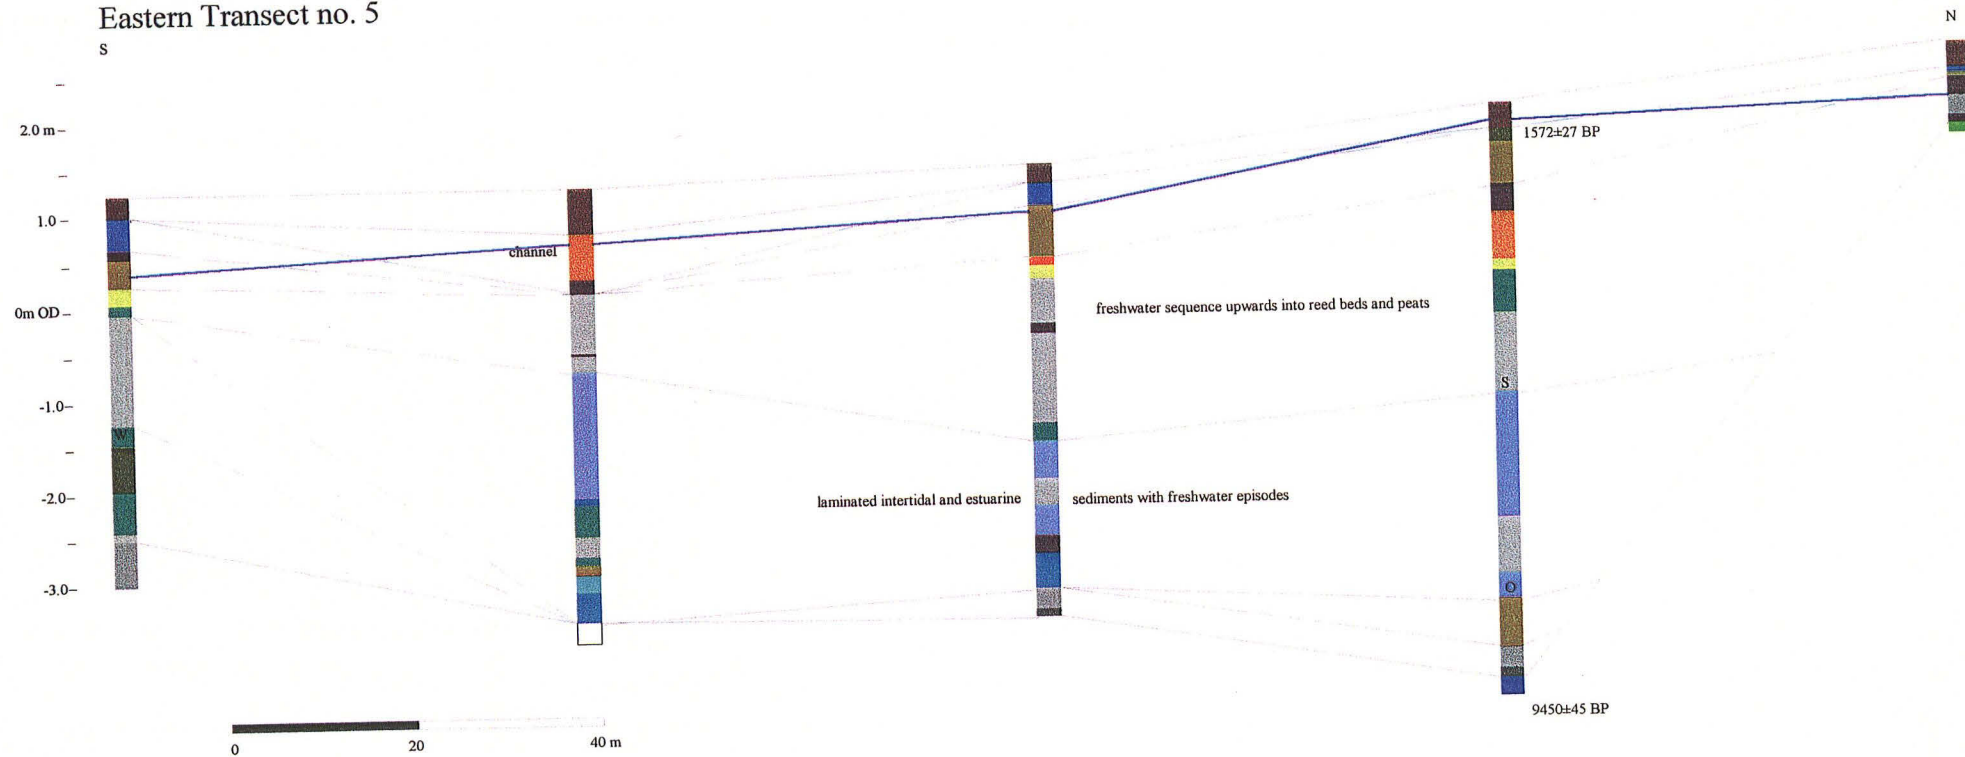 Eastern Transect no. 5
S
N
2.0 m
1.0
0m OD
-1.0
-2.0
-3.0
channel
1572±27 BP
freshwater sequence upwards into reed beds and peats
S
W
laminated intertidal and estuarine sediments with freshwater episodes
O
9450±45 BP
0 20 40 m